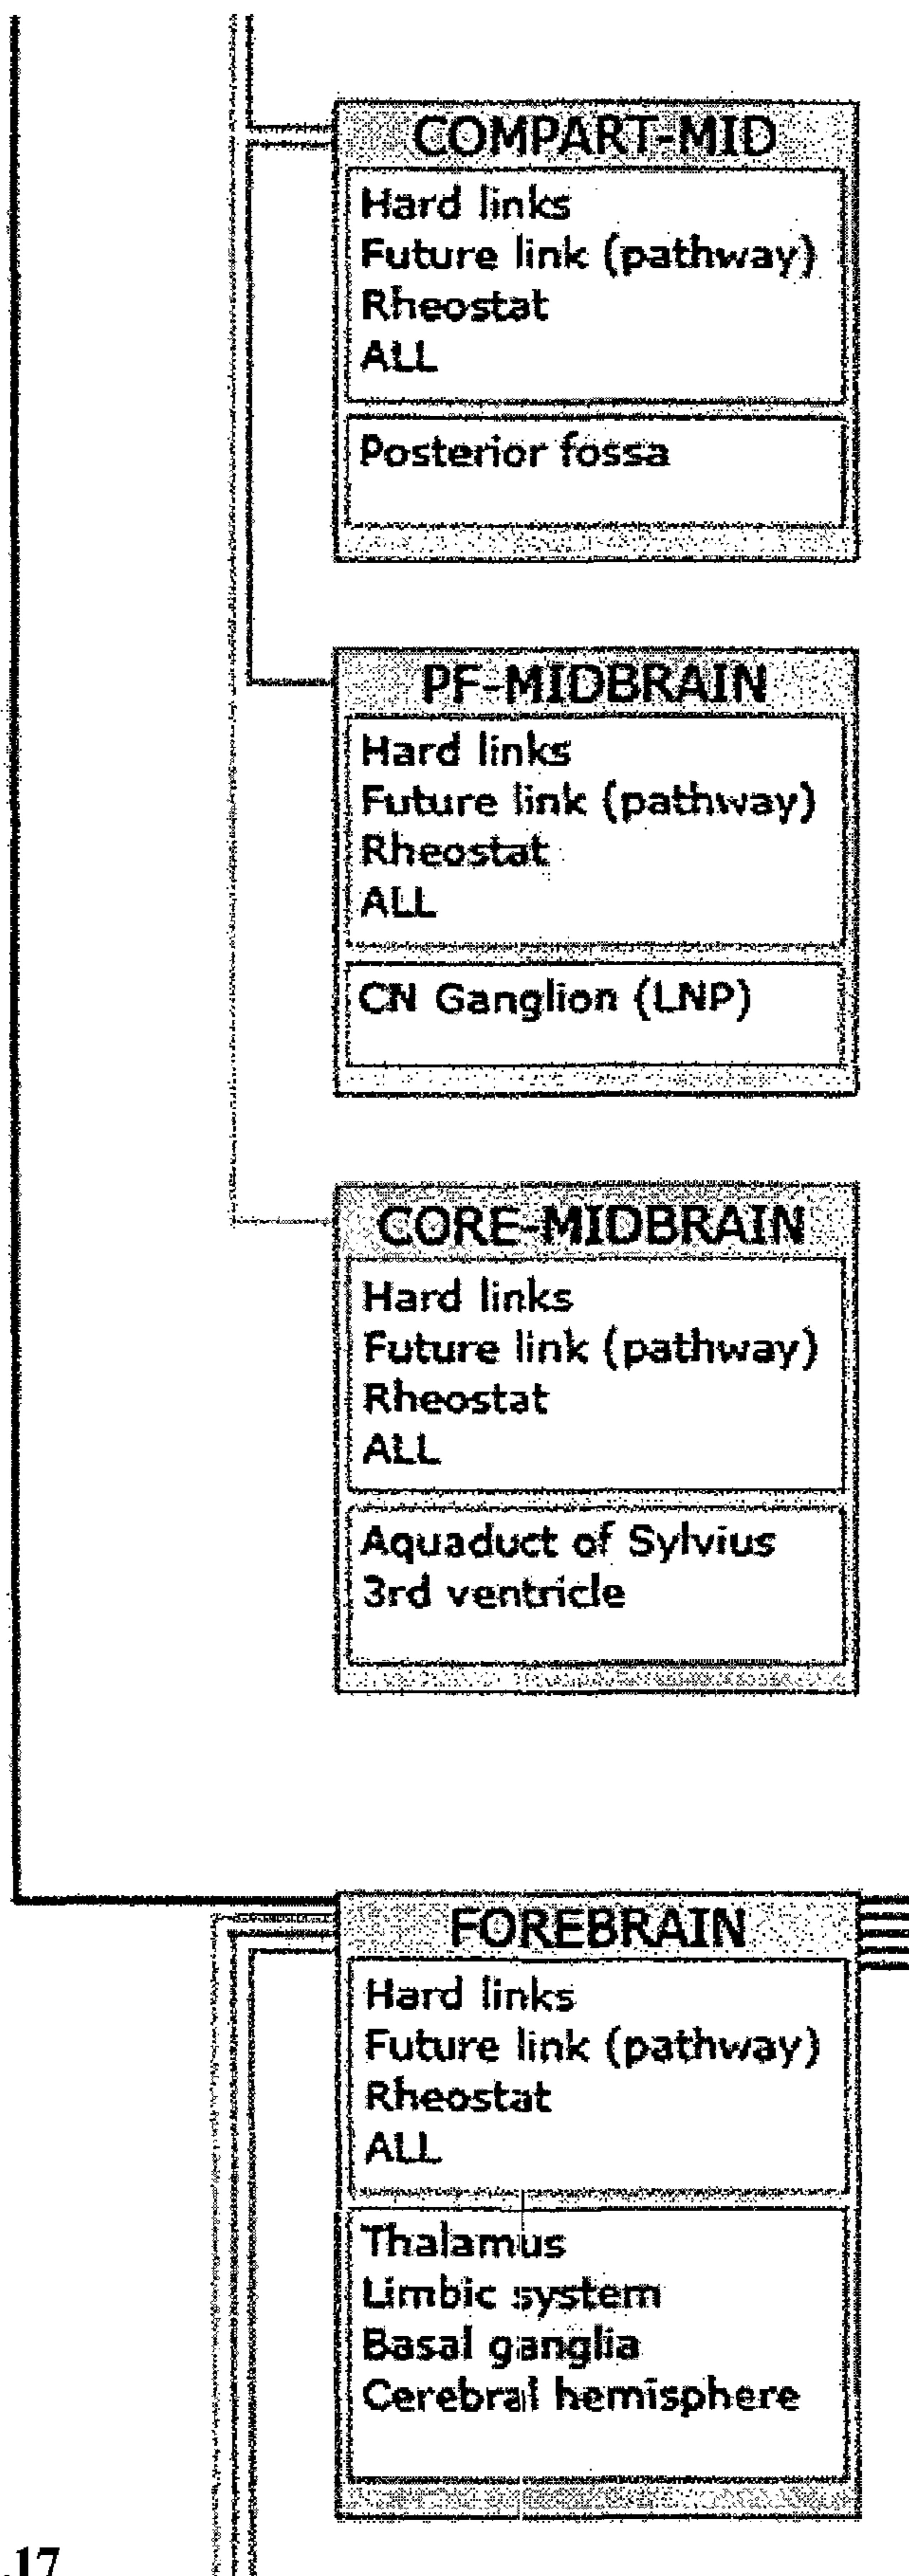 COMPART-MID
Hard links
Future link (pathway)
Rheostat
ALL
Posterior fossa
PF-MIDBRAIN
Hard links
Future link (pathway)
Rheostat
ALL
CN Ganglion (LNP)
CORE-MIDBRAIN
Hard links
Future link (pathway)
Rheostat
ALL
Aquaduct of Sylvius
3rd ventricle
FOREBRAIN
Hard links
Future link (pathway)
Rheostat
ALL
Thalamus
Limbic system
Basal ganglia
Cerebral hemisphere
.17